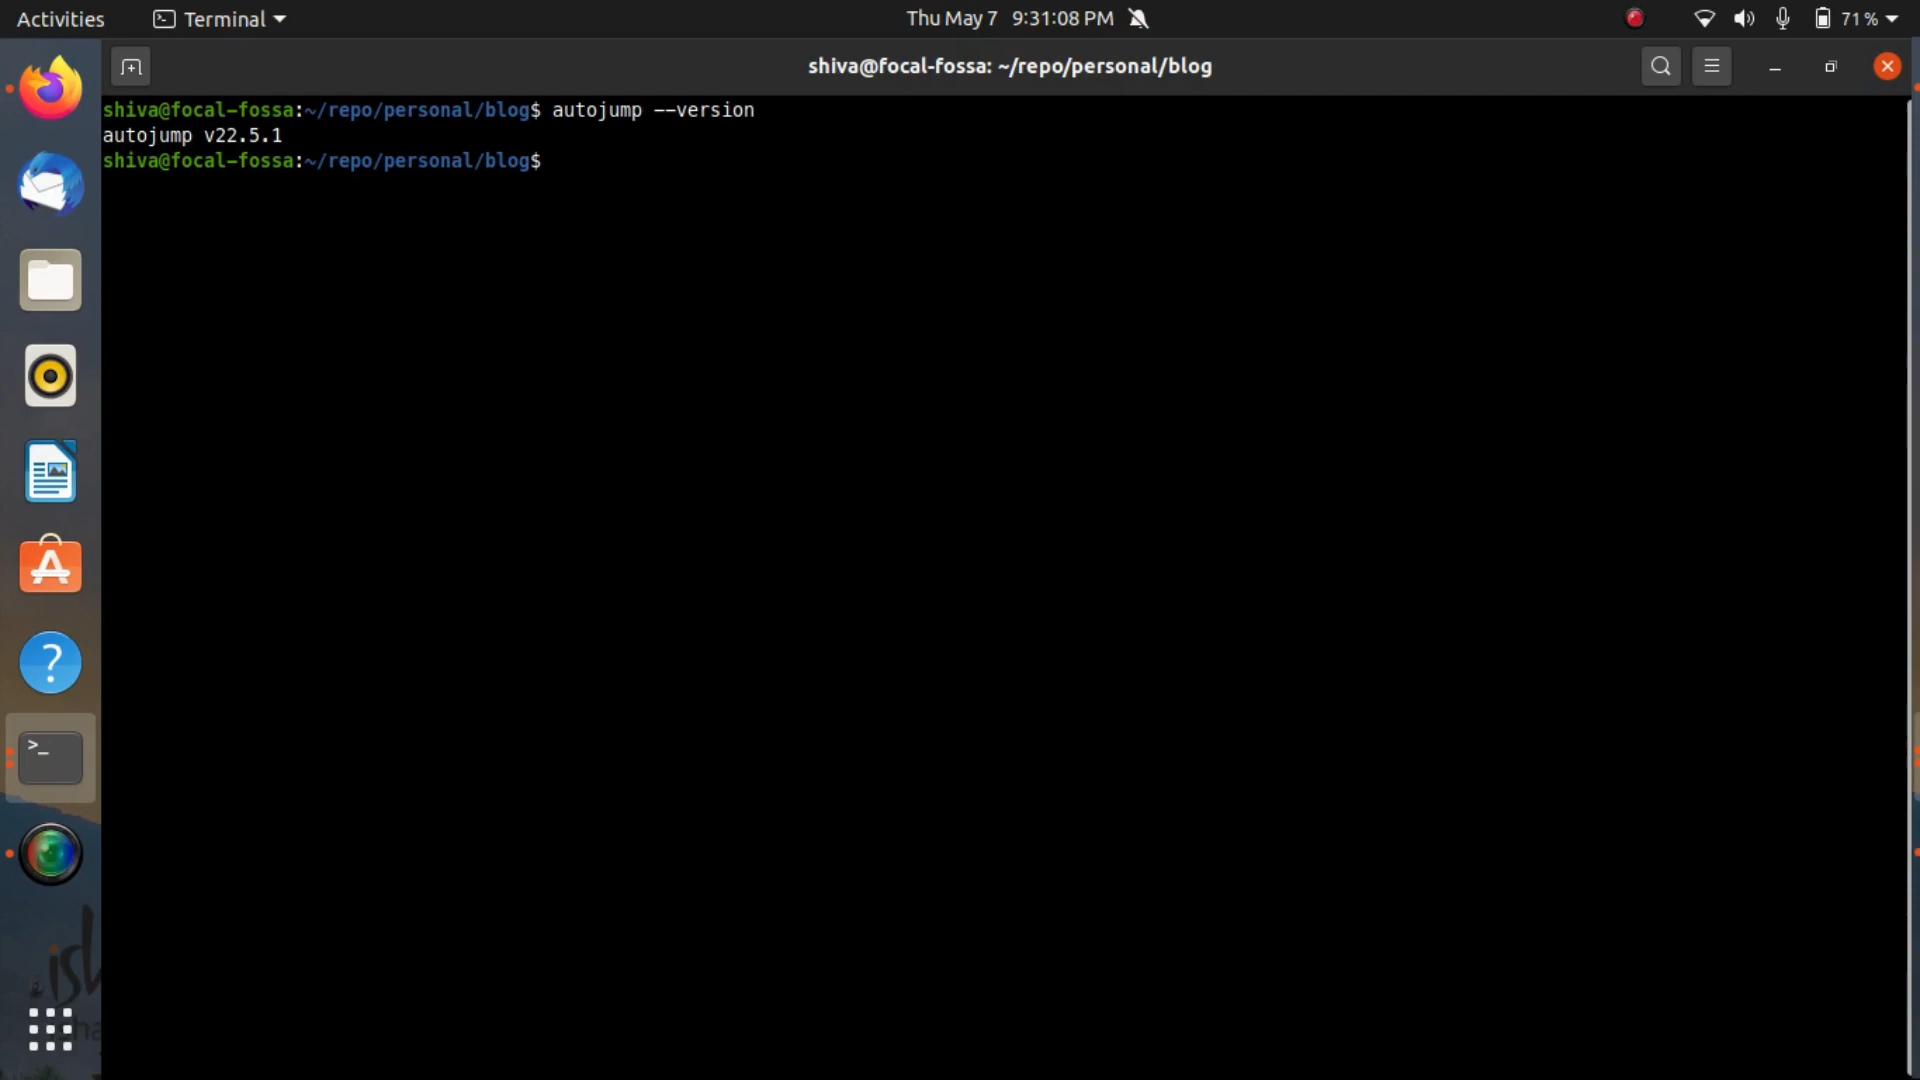 Activities Terminal Thu May 7 9:31:08 PM 71 %
shiva@focal-fossa: ~/repo/personal/blog
shiva@focal-fossa:~/repo/personal/blog$ autojump --version
autojump v22.5.1
shiva@focal-fossa:~/repo/personal/blog$